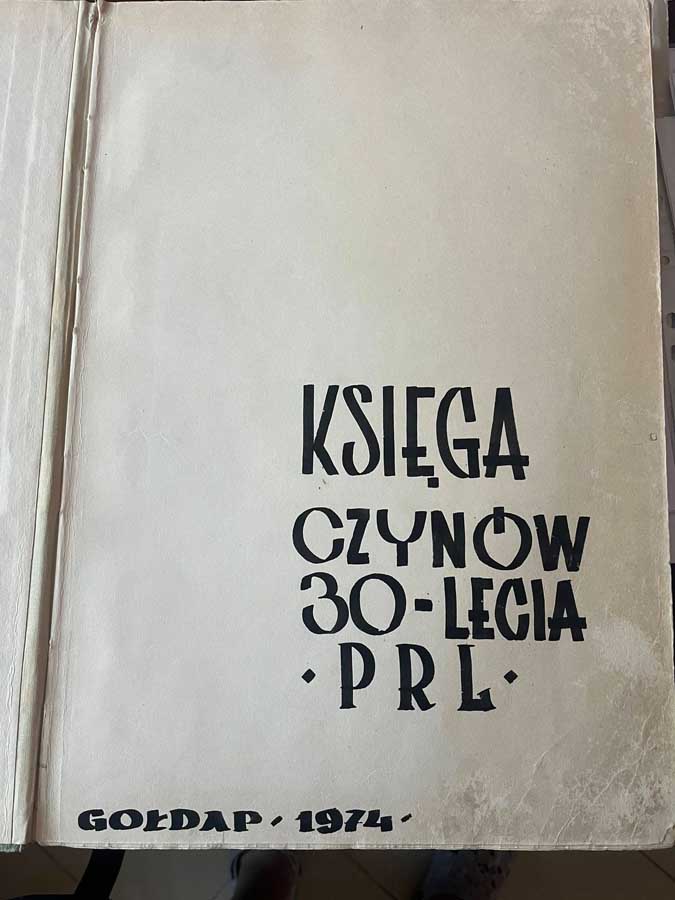 KSIĘGA
CZYNÓW
30-LECIA
· PRL ·
GOŁDAP · 1974 ·